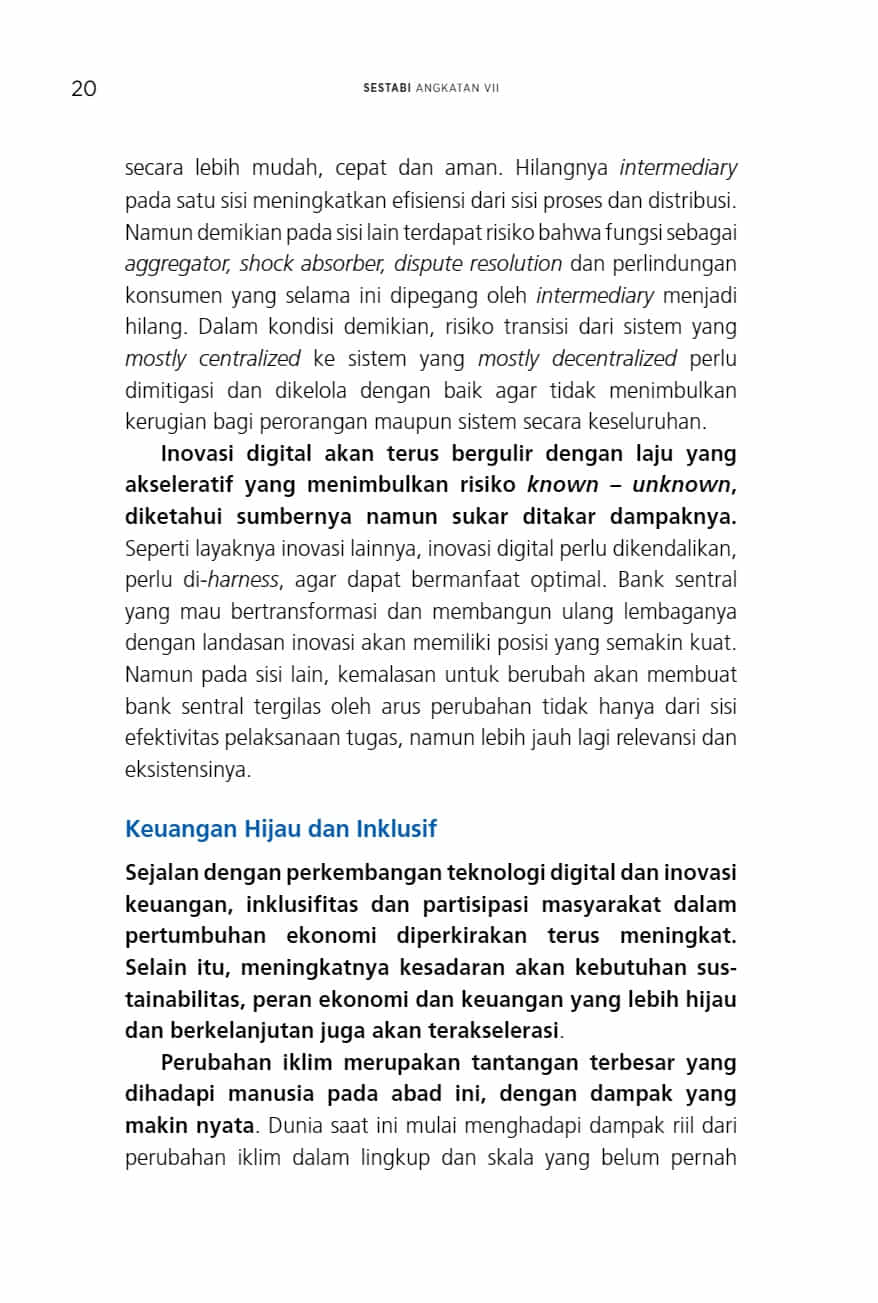 20
SESTABI ANGKATAN VII
secara lebih mudah, cepat dan aman. Hilangnya intermediary
pada satu sisi meningkatkan efisiensi dari sisi proses dan distribusi.
Namun demikian pada sisi lain terdapat risiko bahwa fungsi sebagai
aggregator, shock absorber, dispute resolution dan perlindungan
konsumen yang selama ini dipegang oleh intermediary menjadi
hilang. Dalam kondisi demikian, risiko transisi dari sistem yang
mostly centralized ke sistem yang mostly decentralized perlu
dimitigasi dan dikelola dengan baik agar tidak menimbulkan
kerugian bagi perorangan maupun sistem secara keseluruhan.
Inovasi digital akan terus bergulir dengan laju yang
akseleratif yang menimbulkan risiko known – unknown,
diketahui sumbernya namun sukar ditakar dampaknya.
Seperti layaknya inovasi lainnya, inovasi digital perlu dikendalikan,
perlu di-harness, agar dapat bermanfaat optimal. Bank sentral
yang mau bertransformasi dan membangun ulang lembaganya
dengan landasan inovasi akan memiliki posisi yang semakin kuat.
Namun pada sisi lain, kemalasan untuk berubah akan membuat
bank sentral tergilas oleh arus perubahan tidak hanya dari sisi
efektivitas pelaksanaan tugas, namun lebih jauh lagi relevansi dan
eksistensinya.
Keuangan Hijau dan Inklusif
Sejalan dengan perkembangan teknologi digital dan inovasi
keuangan, inklusifitas dan partisipasi masyarakat dalam
pertumbuhan ekonomi diperkirakan terus meningkat.
Selain itu, meningkatnya kesadaran akan kebutuhan sus-
tainabilitas, peran ekonomi dan keuangan yang lebih hijau
dan berkelanjutan juga akan terakselerasi.
Perubahan iklim merupakan tantangan terbesar yang
dihadapi manusia pada abad ini, dengan dampak yang
makin nyata. Dunia saat ini mulai menghadapi dampak riil dari
perubahan iklim dalam lingkup dan skala yang belum pernah